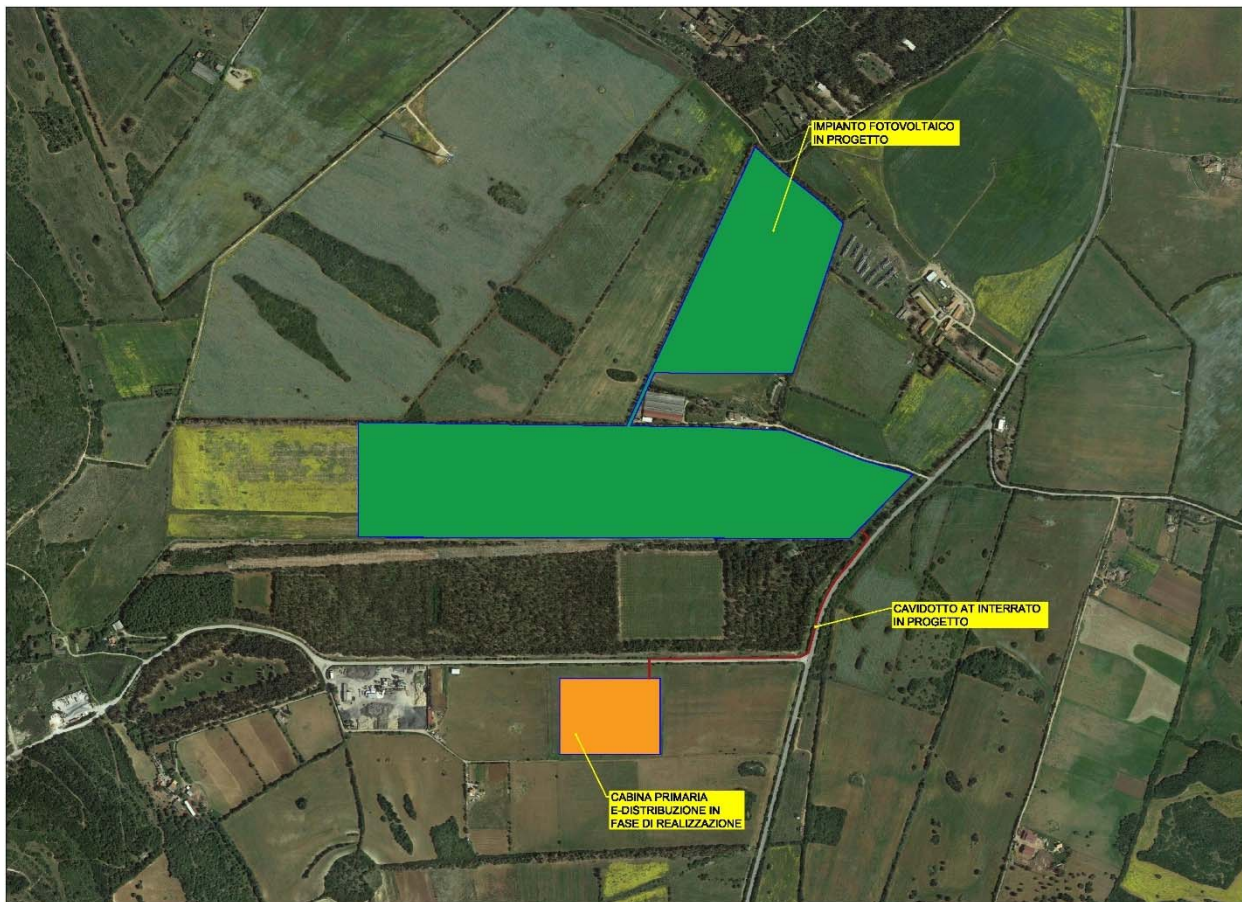 IMPIANTO FOTOVOLTAICO
IN PROGETTO
CAVIDOTTO AT INTERRATO
IN PROGETTO
CABINA PRIMARIA
E-DISTRIBUZIONE IN
FASE DI REALIZZAZIONE